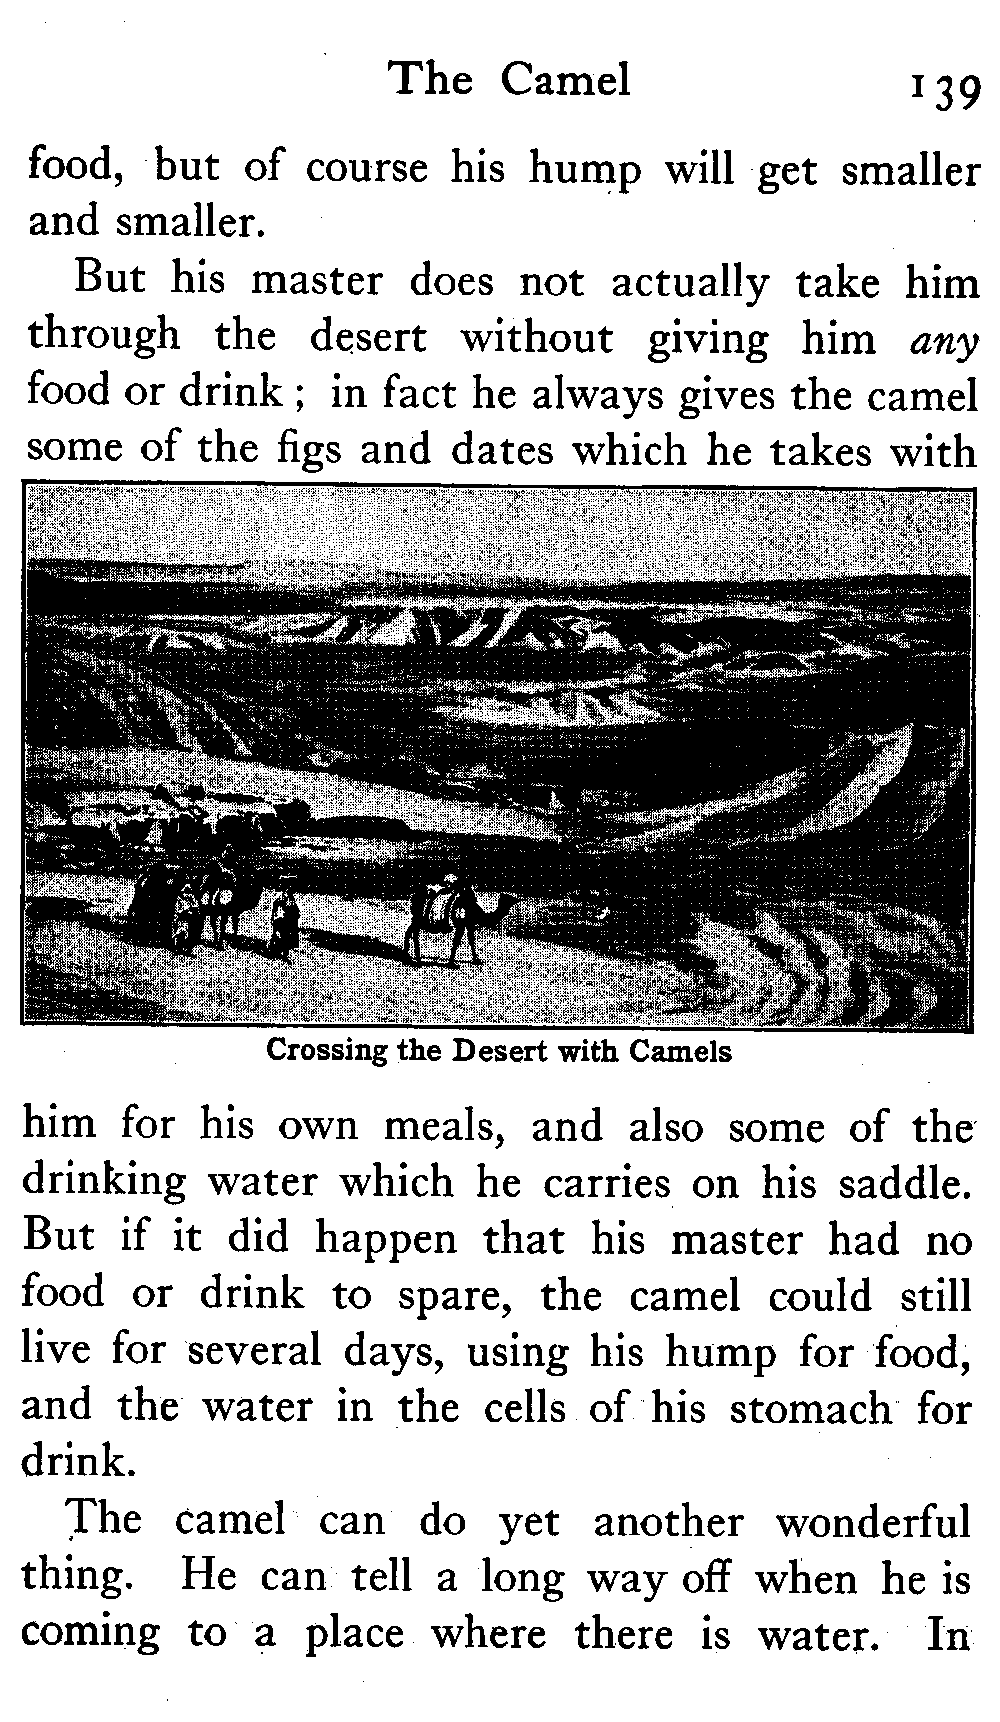 The Camel 139
food, but of course his hump will get smaller
and smaller.
But his master does not actually take him
through the desert without giving him any
food or drink ; in fact he always gives the camel
some of the figs and dates which he takes with
Crossing the Desert with Camels
him for his own meals, and also some of the
drinking water which he carries on his saddle.
But if it did happen that his master had no
food or drink to spare, the camel could still
live for several days, using his hump for food,
and the water in the cells of his stomach for
drink.
The camel can do yet another wonderful
thing. He can tell a long way off when he is
coming to a place where there is water. In